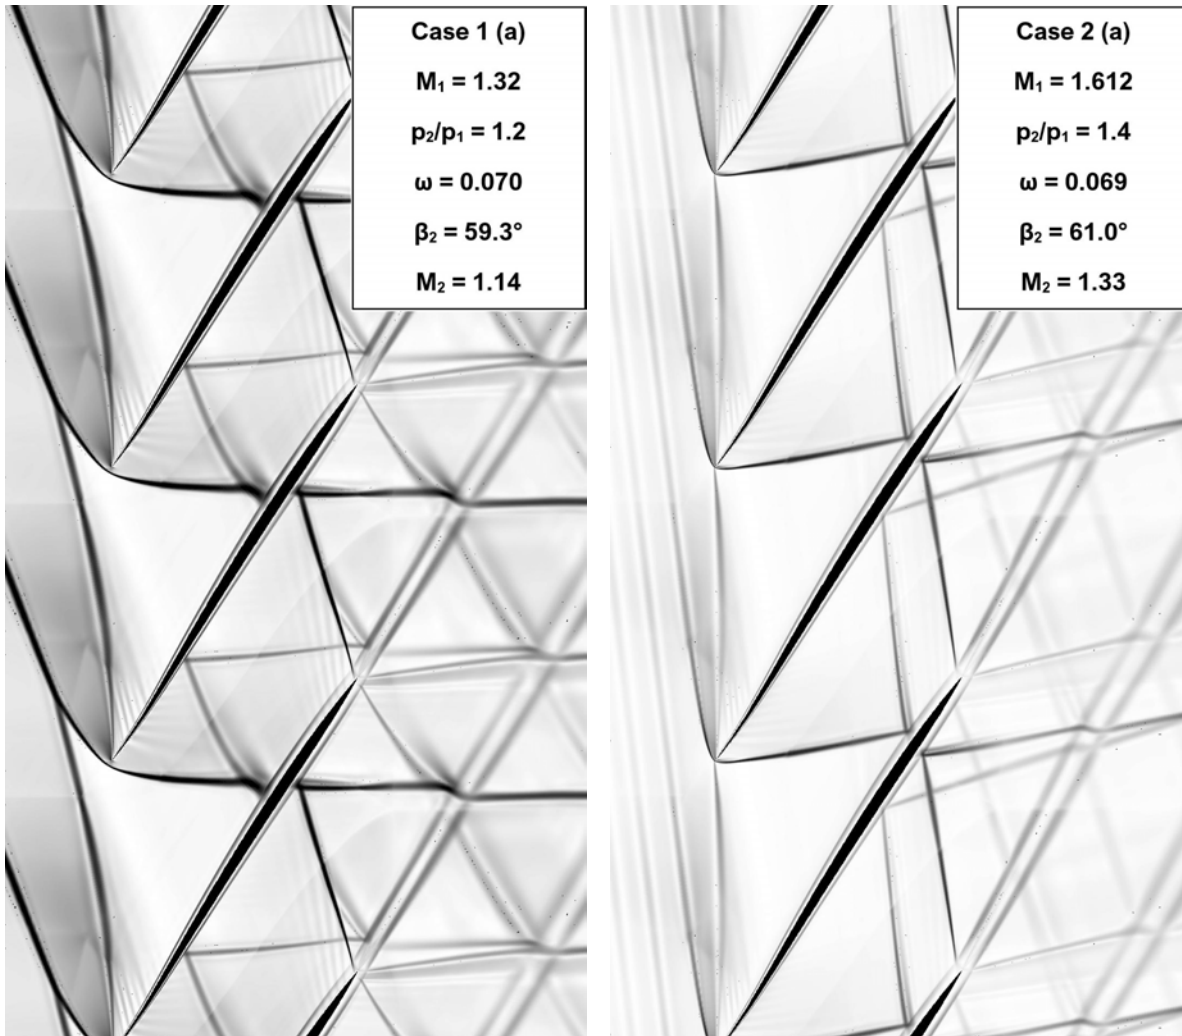 Case 1 (a)
M₁ = 1.32
p₂/p₁ = 1.2
ω = 0.070
β₂ = 59.3°
M₂ = 1.14
Case 2 (a)
M₁ = 1.612
p₂/p₁ = 1.4
ω = 0.069
β₂ = 61.0°
M₂ = 1.33